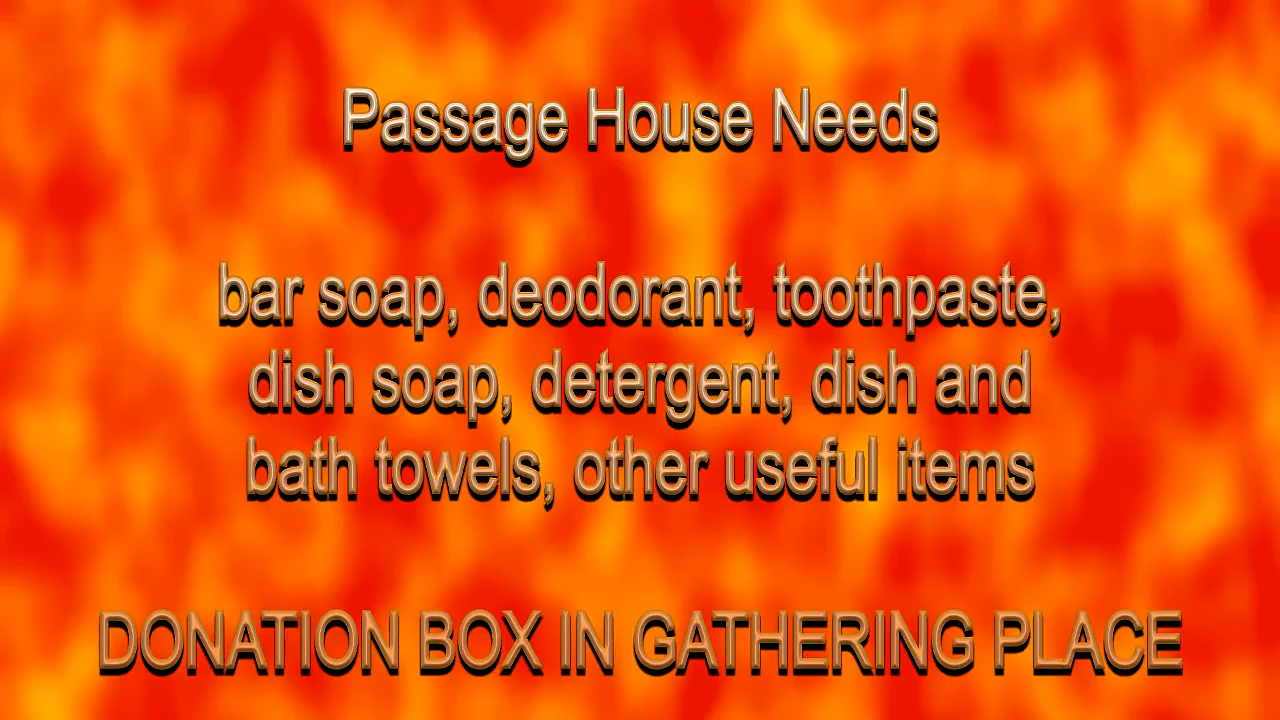 Passage House Needs
bar soap, deodorant, toothpaste,
dish soap, detergent, dish and
bath towels, other useful items
DONATION BOX IN GATHERING PLACE